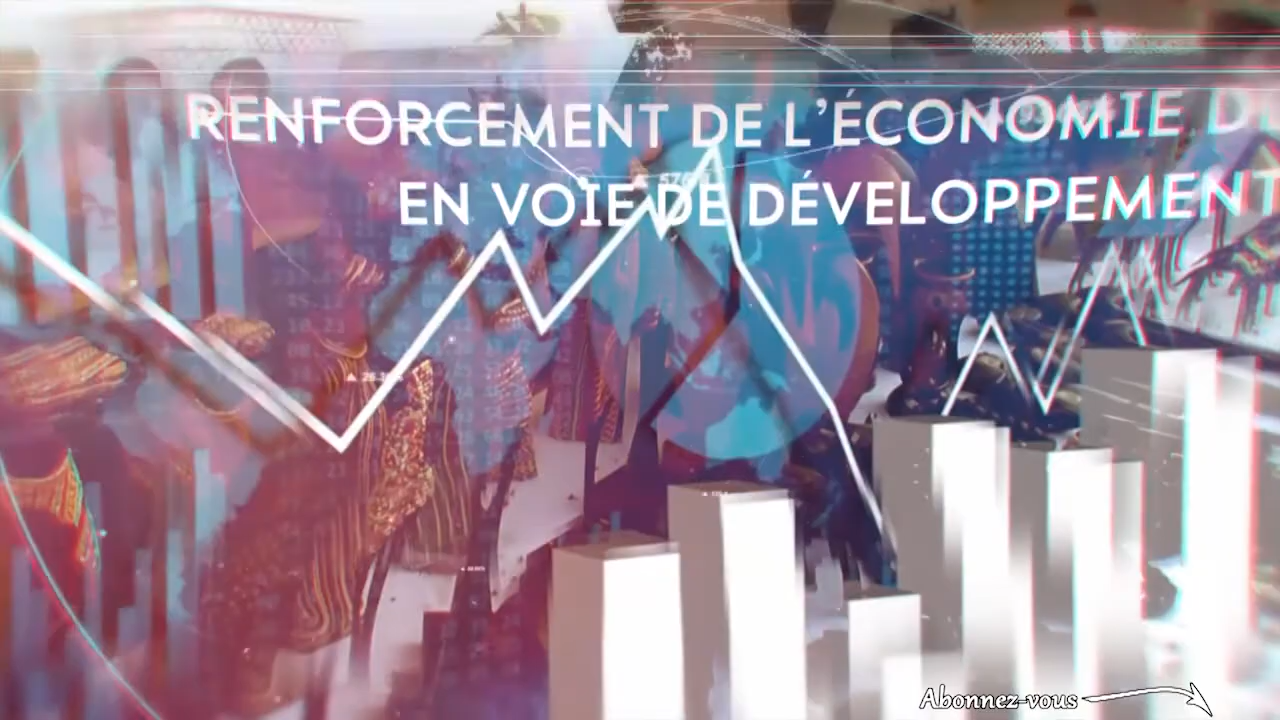 RENFORCEMENT DE L'ÉCONOMIE
EN VOIE DE DÉVELOPPEMENT
Abonnez-vous